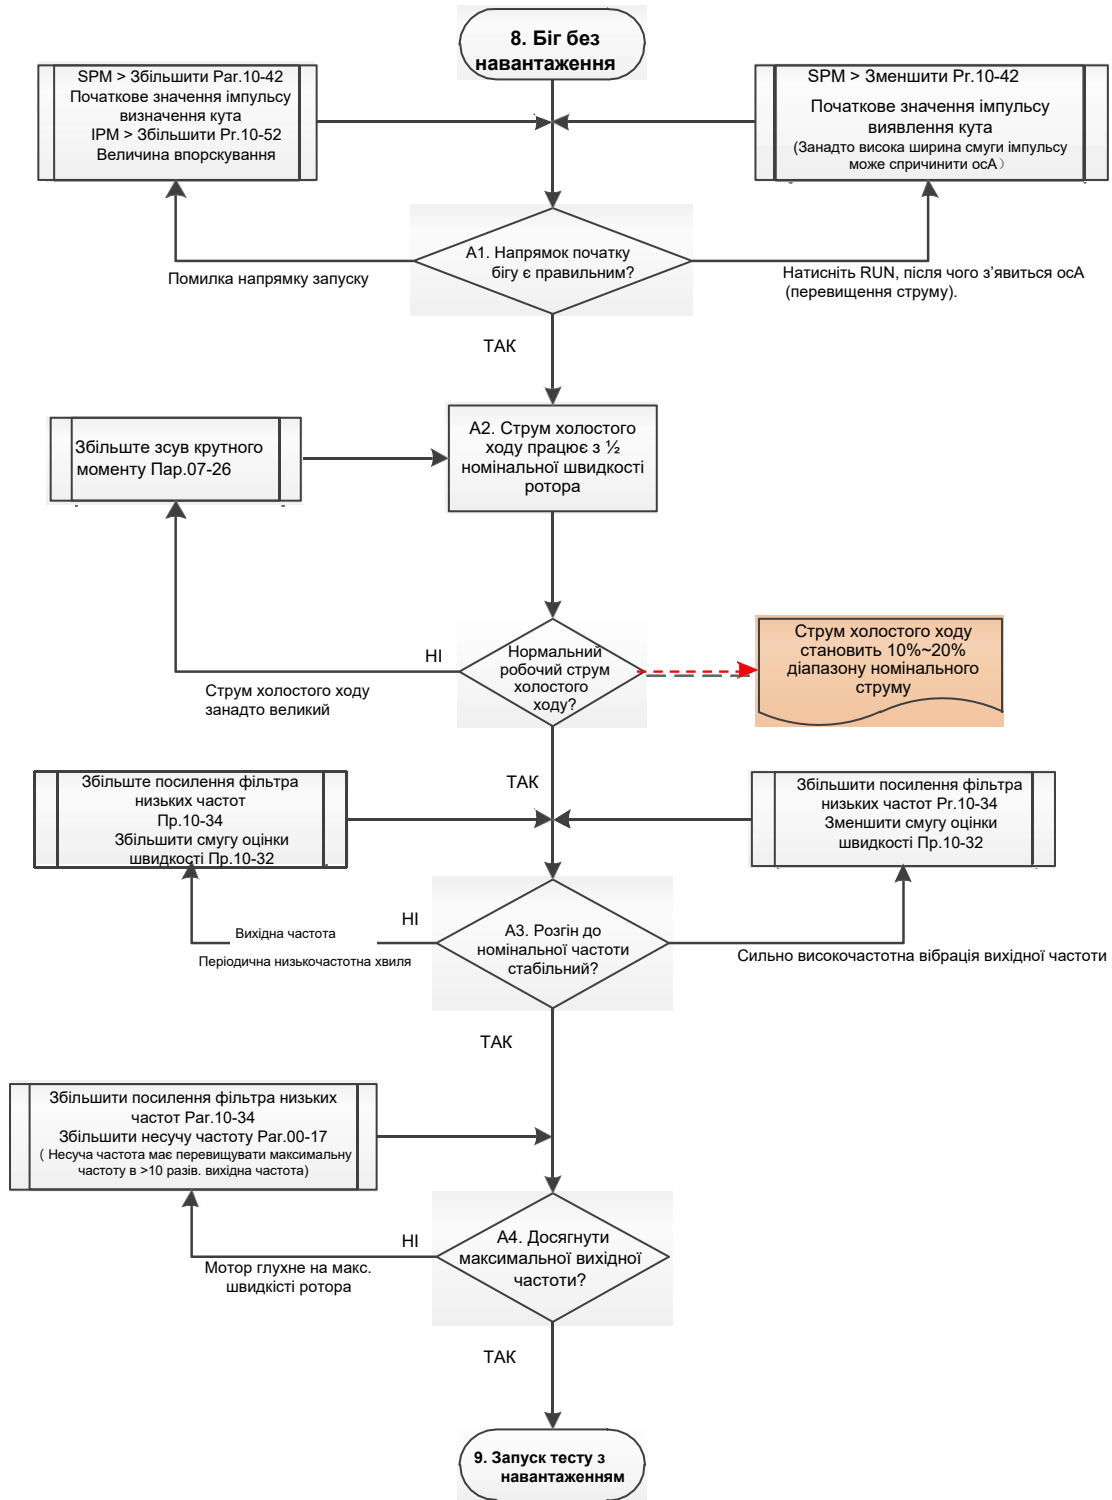 8. Біг без
навантаження
SPM > Збільшити Par.10-42
Початкове значення імпульсу
визначення кута
IPM > Збільшити Pr.10-52
Величина впорскування
SPM > Зменшити Pr.10-42
Початкове значення імпульсу
виявлення кута
(Занадто висока ширина смуги імпульсу
може спричинити осА）
А1. Напрямок початку
бігу є правильним?
Помилка напрямку запуску
Натисніть RUN, після чого з’явиться осА
(перевищення струму).
ТАК
Збільште зсув крутного
моменту Пар.07-26
А2. Струм холостого
ходу працює з ½
номінальної швидкості
ротора
НІ
Струм холостого ходу
занадто великий
Нормальний
робочий струм
холостого
ходу?
Струм холостого ходу
становить 10%~20%
діапазону номінального
струму
ТАК
Збільште посилення фільтра
низьких частот
Пр.10-34
Збільшити смугу оцінки
швидкості Пр.10-32
Збільшити посилення фільтра
низьких частот Pr.10-34
Зменшити смугу оцінки
швидкості Пр.10-32
НІ
Вихідна частота
Періодична низькочастотна хвиля
А3. Розгін до
номінальної частоти
стабільний?
Сильно високочастотна вібрація вихідної частоти
ТАК
Збільшити посилення фільтра низьких
частот Par.10-34
Збільшити несучу частоту Par.00-17
( Несуча частота має перевищувати максимальну
частоту в >10 разів. вихідна частота)
НІ
Мотор глухне на макс.
швидкісті ротора
А4. Досягнути
максимальної вихідної
частоти?
ТАК
9. Запуск тесту з
навантаженням